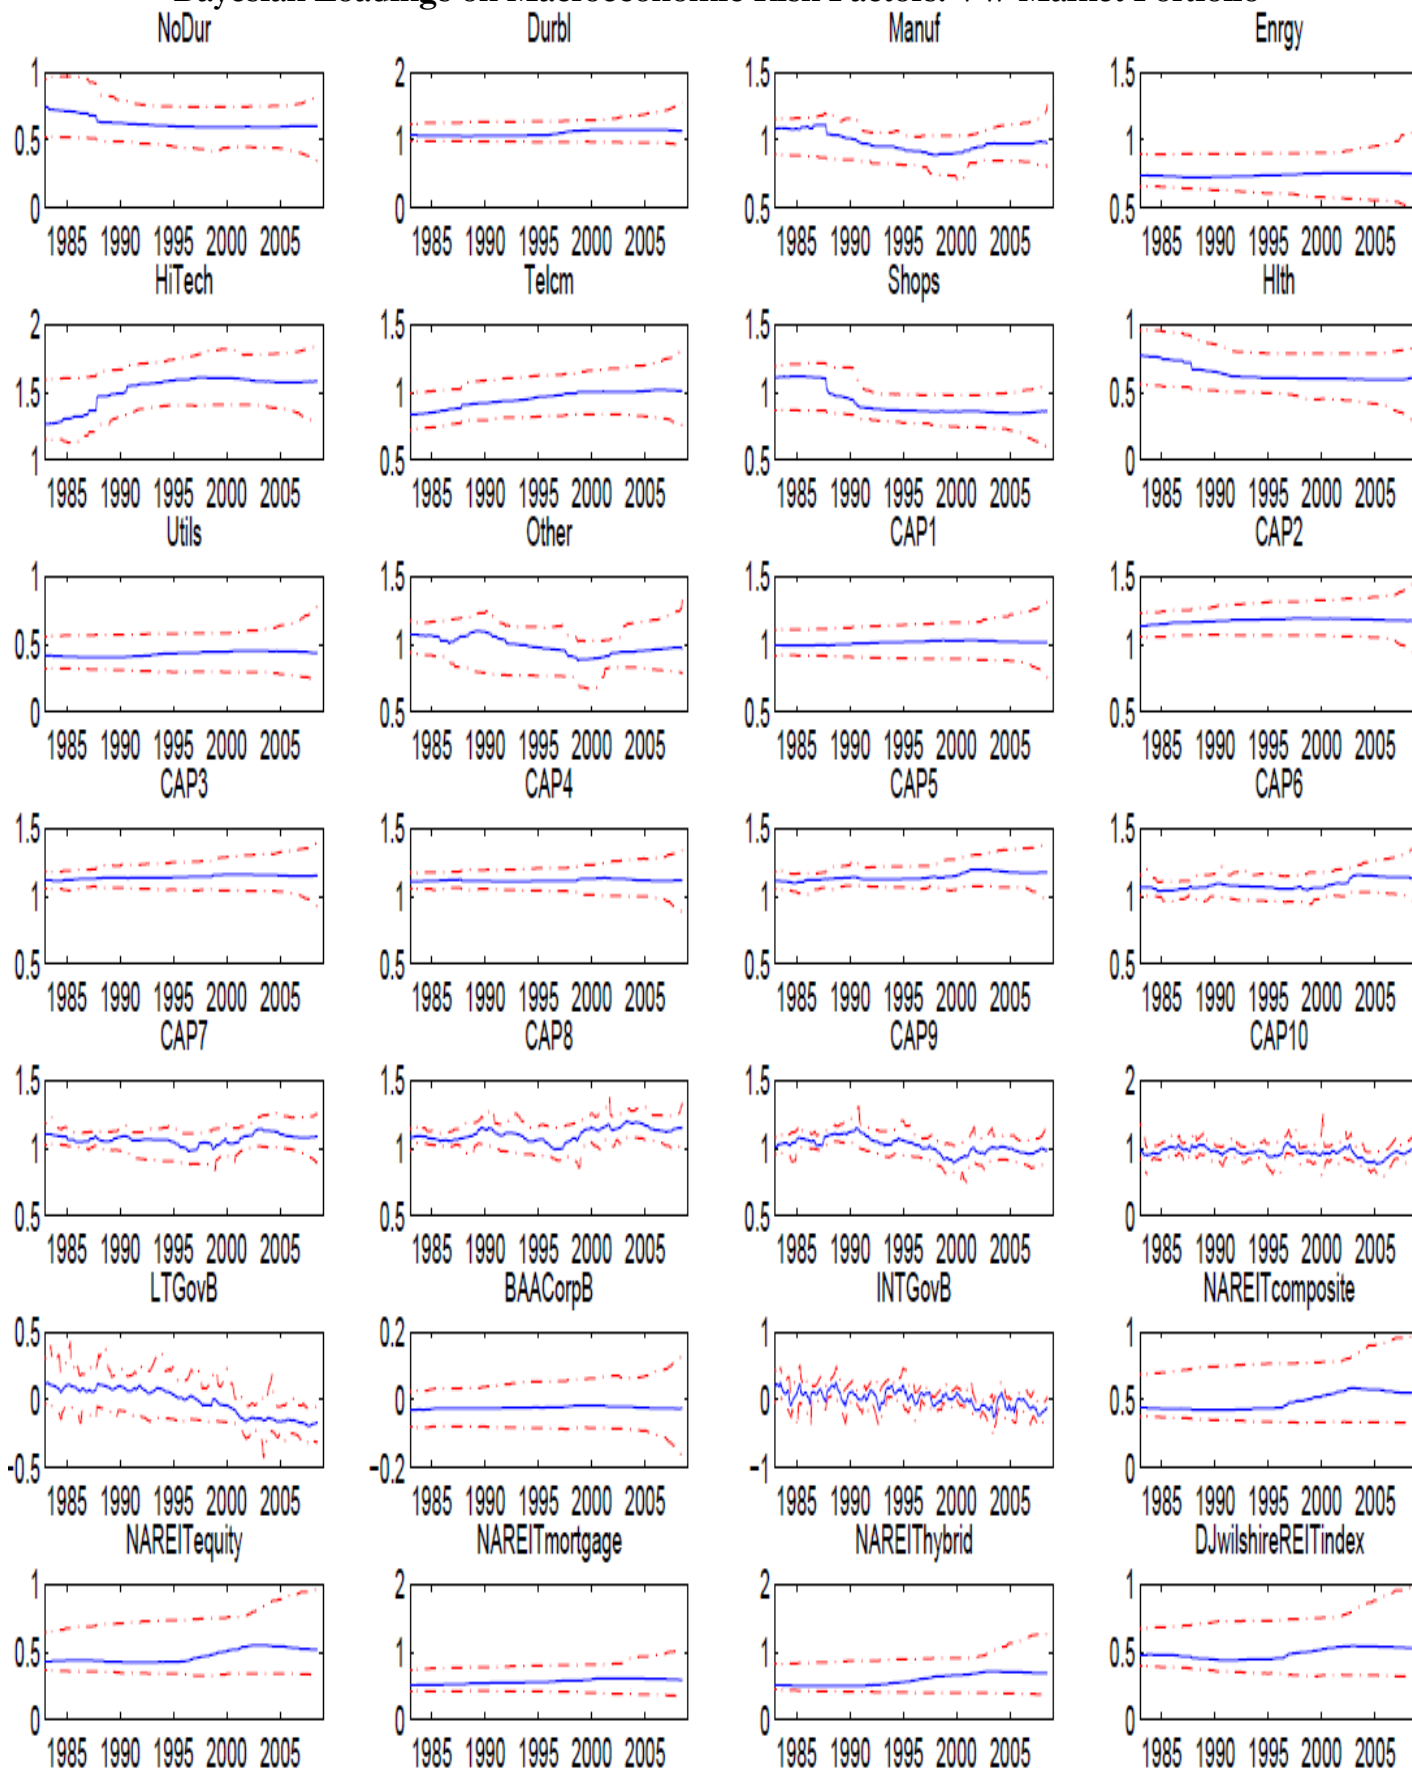 Bayesian Loadings on Macroeconomic Risk Factors: VW Market Portfolio
NoDur Durbl Manuf Enrgy
1 2 1.5 1.5
0.5 1 1 1
0 0 0.5 0.5
1985 1990 1995 2000 2005 1985 1990 1995 2000 2005 1985 1990 1995 2000 2005 1985 1990 1995 2000 2005
HiTech Telcm Shops Hlth
2 1.5 1.5 1
1.5 1 1 0.5
1 0.5 0.5 0
1985 1990 1995 2000 2005 1985 1990 1995 2000 2005 1985 1990 1995 2000 2005 1985 1990 1995 2000 2005
Utils Other CAP1 CAP2
1 1.5 1.5 1.5
0.5 1 1 1
0 0.5 0.5 0.5
1985 1990 1995 2000 2005 1985 1990 1995 2000 2005 1985 1990 1995 2000 2005 1985 1990 1995 2000 2005
CAP3 CAP4 CAP5 CAP6
1.5 1.5 1.5 1.5
1 1 1 1
0.5 0.5 0.5 0.5
1985 1990 1995 2000 2005 1985 1990 1995 2000 2005 1985 1990 1995 2000 2005 1985 1990 1995 2000 2005
CAP7 CAP8 CAP9 CAP10
1.5 1.5 1.5 2
1 1 1 1
0.5 0.5 0.5 0
1985 1990 1995 2000 2005 1985 1990 1995 2000 2005 1985 1990 1995 2000 2005 1985 1990 1995 2000 2005
LTGovB BAACorpB INTGovB NAREITcomposite
0.5 0.2 1 1
0 0 0 0.5
-0.5 -0.2 -1 0
1985 1990 1995 2000 2005 1985 1990 1995 2000 2005 1985 1990 1995 2000 2005 1985 1990 1995 2000 2005
NAREITequity NAREITmortgage NAREIThybrid DJwilshireREITindex
1 2 2 1
0.5 1 1 0.5
0 0 0 0
1985 1990 1995 2000 2005 1985 1990 1995 2000 2005 1985 1990 1995 2000 2005 1985 1990 1995 2000 2005